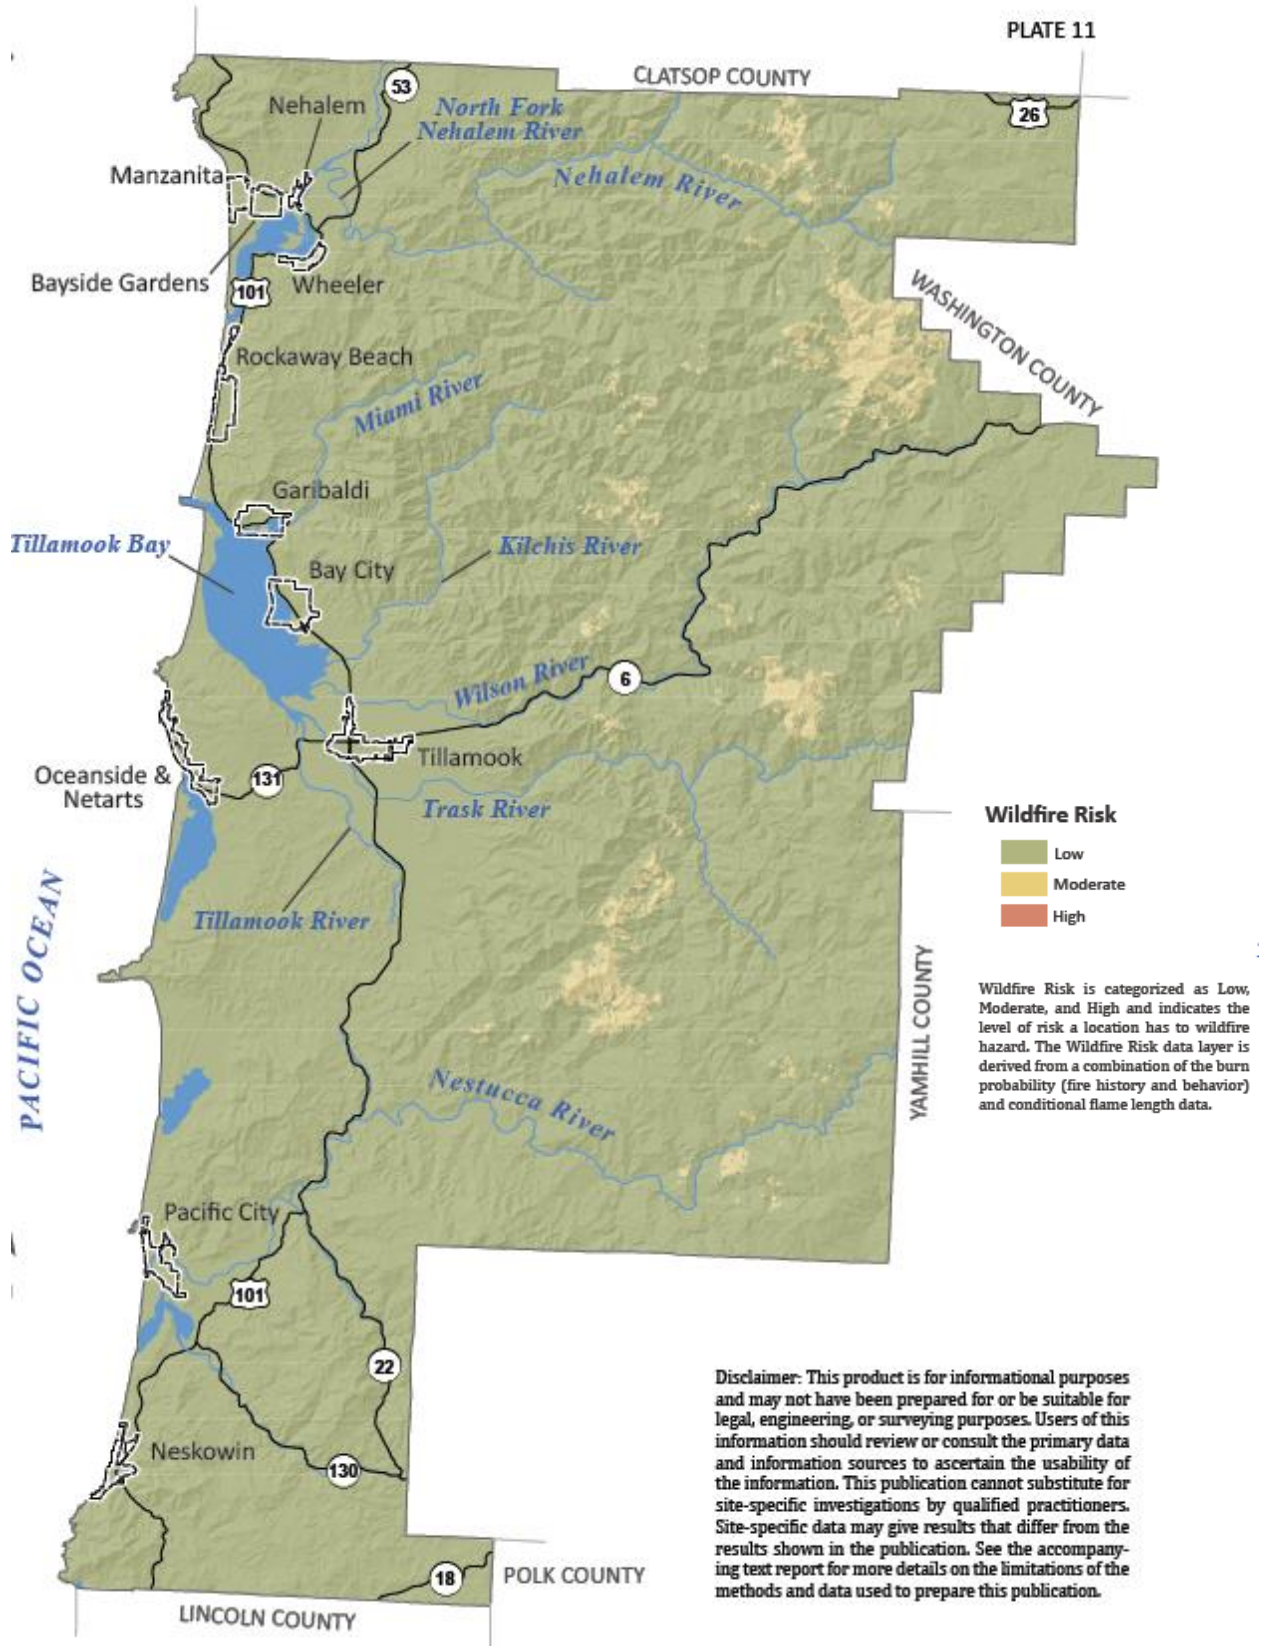 PLATE 11
CLATSOP COUNTY
53
26
Nehalem
North Fork
Nehalem River
Manzanita
Nehalem River
Bayside Gardens
101
Wheeler
WASHINGTON COUNTY
Rockaway Beach
Miami River
Garibaldi
Tillamook Bay
Kilchis River
Bay City
Wilson River
6
Oceanside &
Netarts
131
Tillamook
Trask River
Tillamook River
PACIFIC OCEAN
Wildfire Risk
Low
Moderate
High
YAMHILL COUNTY
Wildfire Risk is categorized as Low,
Moderate, and High and indicates the
level of risk a location has to wildfire
hazard. The Wildfire Risk data layer is
derived from a combination of the burn
probability (fire history and behavior)
and conditional flame length data.
Nestucca River
Pacific City
101
22
Neskowin
130
18
POLK COUNTY
LINCOLN COUNTY
Disclaimer: This product is for informational purposes
and may not have been prepared for or be suitable for
legal, engineering, or surveying purposes. Users of this
information should review or consult the primary data
and information sources to ascertain the usability of
the information. This publication cannot substitute for
site-specific investigations by qualified practitioners.
Site-specific data may give results that differ from the
results shown in the publication. See the accompany-
ing text report for more details on the limitations of the
methods and data used to prepare this publication.